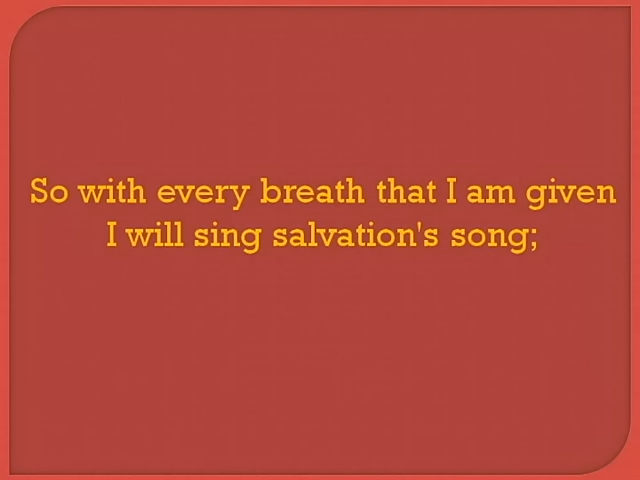 So with every breath that I am given
I will sing salvation's song;